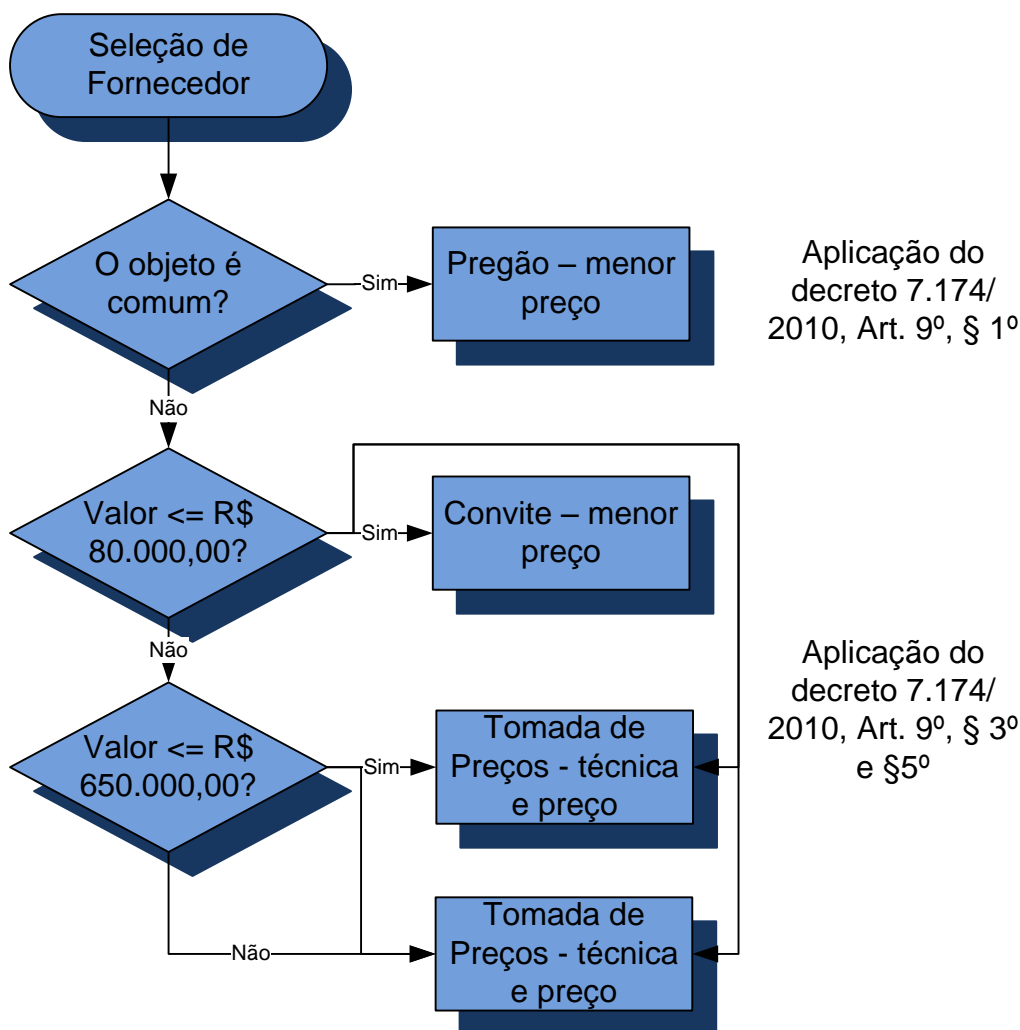 Seleção de
Fornecedor
O objeto é
comum?
Sim
Pregão – menor
preço
Aplicação do
decreto 7.174/
2010, Art. 9º, § 1º
Não
Valor <= R$
80.000,00?
Sim
Convite – menor
preço
Não
Valor <= R$
650.000,00?
Sim
Tomada de
Preços - técnica
e preço
Aplicação do
decreto 7.174/
2010, Art. 9º, § 3º
e §5º
Não
Tomada de
Preços - técnica
e preço